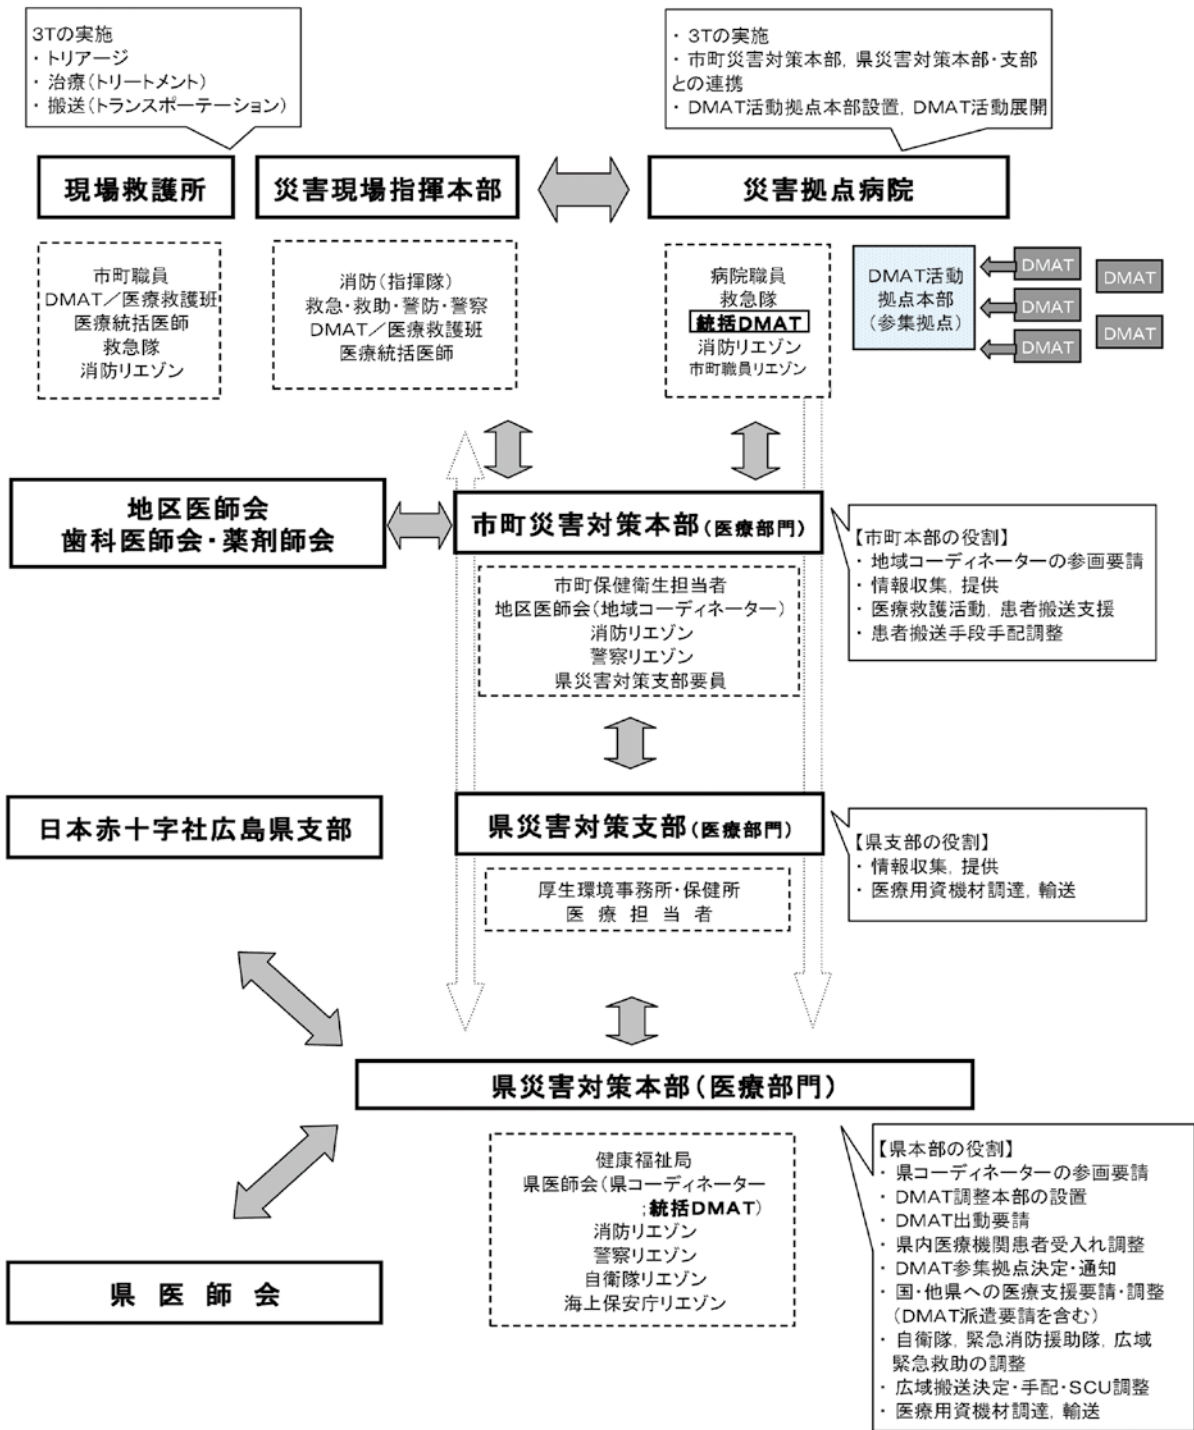 3Tの実施
・ トリアージ
・ 治療(トリートメント)
・ 搬送(トランスポーテーション)
・ 3Tの実施
・ 市町災害対策本部, 県災害対策本部・支部
との連携
・ DMAT活動拠点本部設置, DMAT活動展開
現場救護所
災害現場指揮本部
災害拠点病院
市町職員
DMAT/医療救護班
医療統括医師
救急隊
消防リエゾン
消防(指揮隊)
救急・救助・警防・警察
DMAT/医療救護班
医療統括医師
病院職員
救急隊
統括DMAT
消防リエゾン
市町職員リエゾン
DMAT活動
拠点本部
(参集拠点)
DMAT
DMAT
DMAT
DMAT
DMAT
地区医師会
歯科医師会・薬剤師会
市町災害対策本部(医療部門)
【市町本部の役割】
・ 地域コーディネーターの参画要請
・ 情報収集, 提供
・ 医療救護活動, 患者搬送支援
・ 患者搬送手段手配調整
市町保健衛生担当者
地区医師会(地域コーディネーター)
消防リエゾン
警察リエゾン
県災害対策支部要員
日本赤十字社広島県支部
県災害対策支部(医療部門)
【県支部の役割】
・ 情報収集, 提供
・ 医療用資機材調達, 輸送
厚生環境事務所・保健所
医 療 担 当 者
県災害対策本部(医療部門)
健康福祉局
県医師会(県コーディネーター
;統括DMAT)
消防リエゾン
警察リエゾン
自衛隊リエゾン
海上保安庁リエゾン
【県本部の役割】
・ 県コーディネーターの参画要請
・ DMAT調整本部の設置
・ DMAT出動要請
・ 県内医療機関患者受入れ調整
・ DMAT参集拠点決定・通知
・ 国・他県への医療支援要請・調整
(DMAT派遣要請を含む)
・ 自衛隊, 緊急消防援助隊, 広域
緊急救助の調整
・ 広域搬送決定・手配・SCU調整
・ 医療用資機材調達, 輸送
県 医 師 会